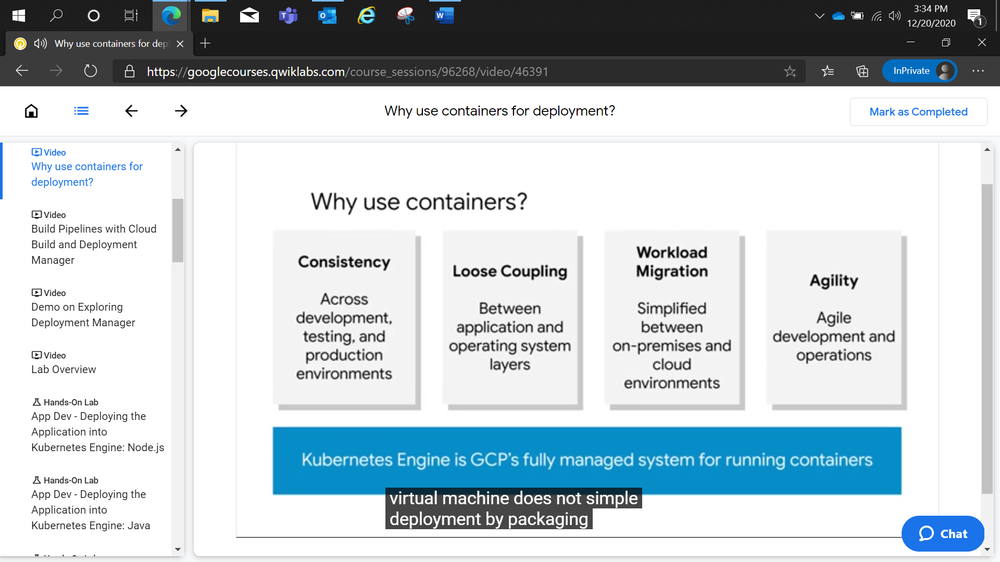 3:34 PM
12/20/2020
1
Why use containers for dep
https://googlecourses.qwiklabs.com/course_sessions/96268/video/46391
InPrivate
Why use containers for deployment?
Mark as Completed
Video
Why use containers for
deployment?
Video
Build Pipelines with Cloud
Build and Deployment
Manager
Video
Demo on Exploring
Deployment Manager
Video
Lab Overview
Hands-On Lab
App Dev - Deploying the
Application into
Kubernetes Engine: Node.js
Hands-On Lab
App Dev - Deploying the
Application into
Kubernetes Engine: Java
Why use containers?
Consistency
Across
development,
testing, and
production
environments
Loose Coupling
Between
application and
operating system
layers
Workload
Migration
Simplified
between
on-premises and
cloud
environments
Agility
Agile
development and
operations
Kubernetes Engine is GCP's fully managed system for running containers
virtual machine does not simple
deployment by packaging
Chat